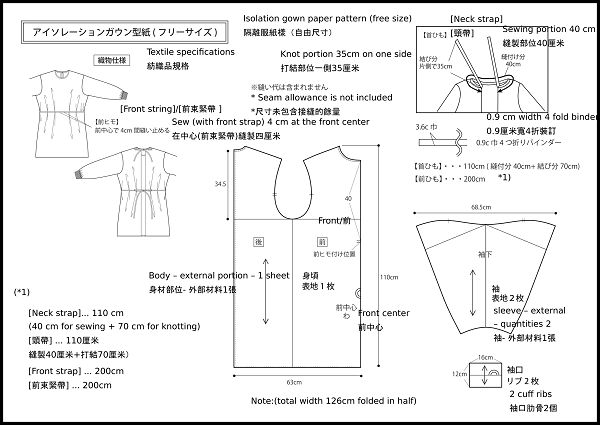 Isolation gown paper pattern (free size)
アイソレーションガウン型紙 ( フリーサイズ )
隔離服紙樣（自由尺寸）
織物仕様
Textile specifications
紡織品規格
Knot portion 35cm on one side
打結部位一側35厘米
※縫い代は含まれません
* Seam allowance is not included
*尺寸未包含接縫的餘量
[Neck strap]
【首ひも】
[頸帶]
Sewing portion 40 cm
縫製部位40厘米
結び分
片側で35cm
縫付け分
40cm
[Front string]/[前束緊帶 ]
【前ヒモ】
前中心で 4cm 間縫い止める
Sew (with front strap) 4 cm at the front center
在中心(前束緊帶)縫製四厘米
0.9 cm width 4 fold binder
0.9厘米寬4折裝訂
3.6c 巾
0.9c 巾 4 つ折りバインダー
【首ひも】・・・110cm ( 縫付分 40cm+ 結び分 70cm)
【前ひも】・・・200cm
*1)
34.5
40
Front/前
後
前
前ヒモ付け位置
110cm
Body – external portion – 1 sheet
身材部位- 外部材料1張
身頃
表地 1 枚
前中心
わ
Front center
前中心
63cm
68.5cm
袖下
袖
表地 2 枚
sleeve – external
– quantities 2
袖- 外部材料1張
16cm
12cm
袖口
リブ 2 枚
2 cuff ribs
袖口肋骨2個
(*1)
[Neck strap]... 110 cm
(40 cm for sewing + 70 cm for knotting)
[頭帶] ... 110厘米
縫製40厘米+打結70厘米）
[Front strap] ... 200cm
[前束緊帶] ... 200cm
Note:(total width 126cm folded in half)